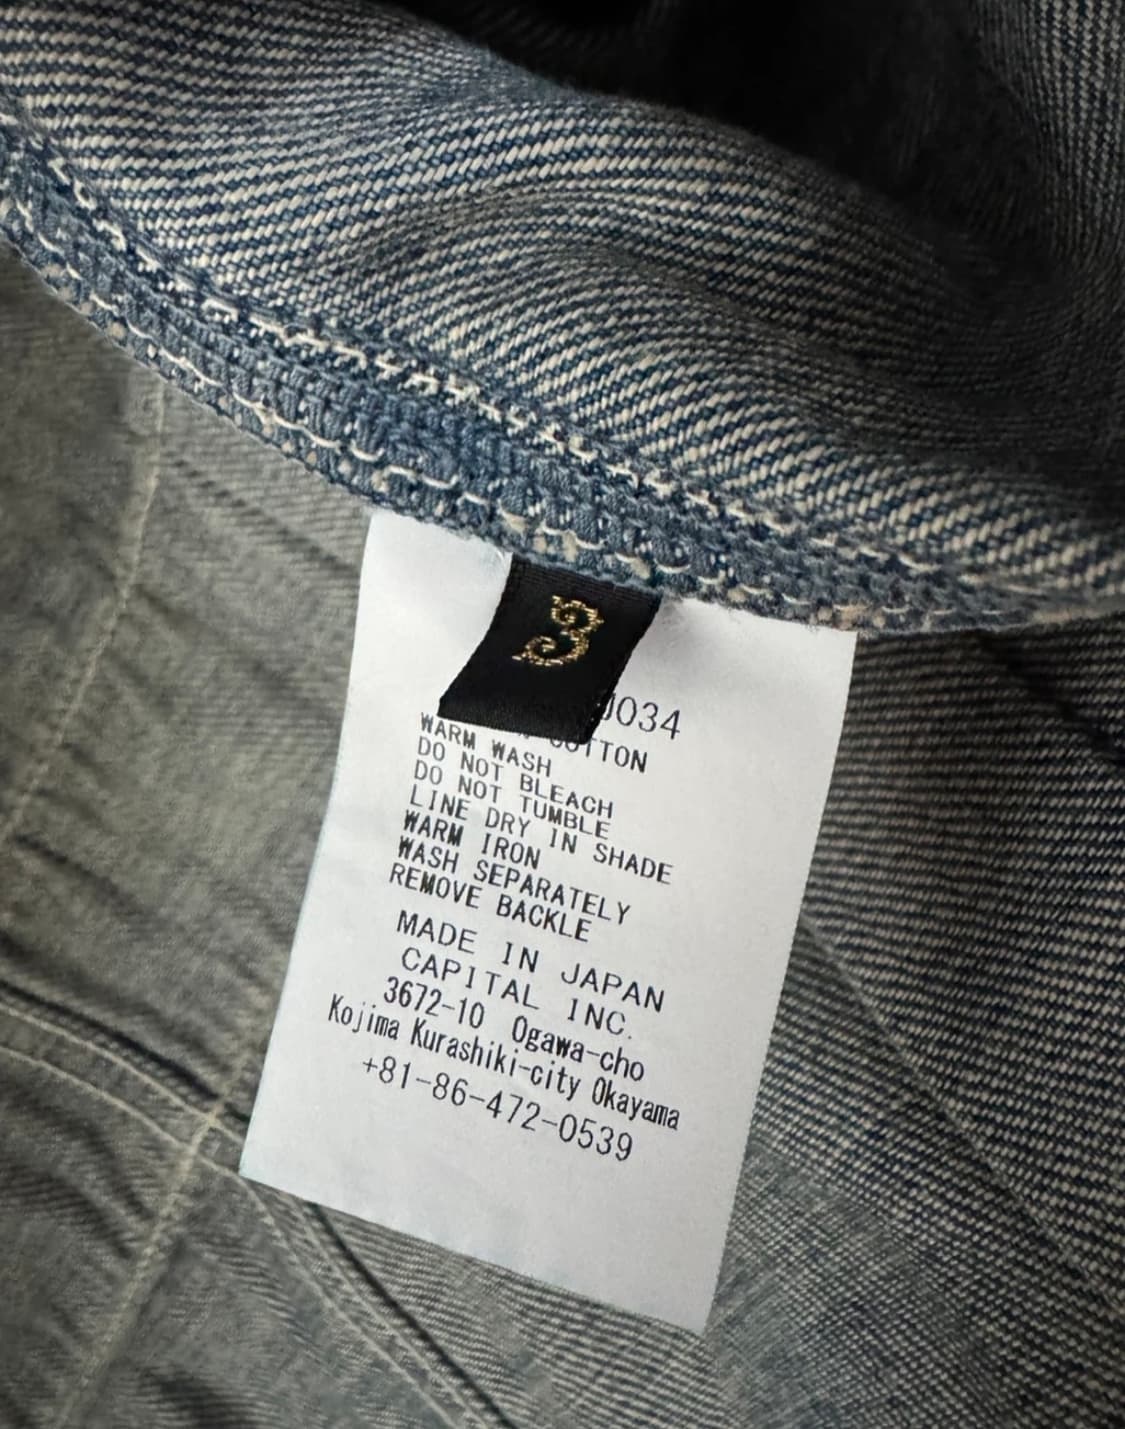 3
J034
COTTON
WARM WASH
DO NOT BLEACH
DO NOT TUMBLE
LINE DRY IN SHADE
WARM IRON
WASH SEPARATELY
REMOVE BACKLE
MADE IN JAPAN
CAPITAL INC.
3672-10 Ogawa-cho
Kojima Kurashiki-city Okayama
+81-86-472-0539